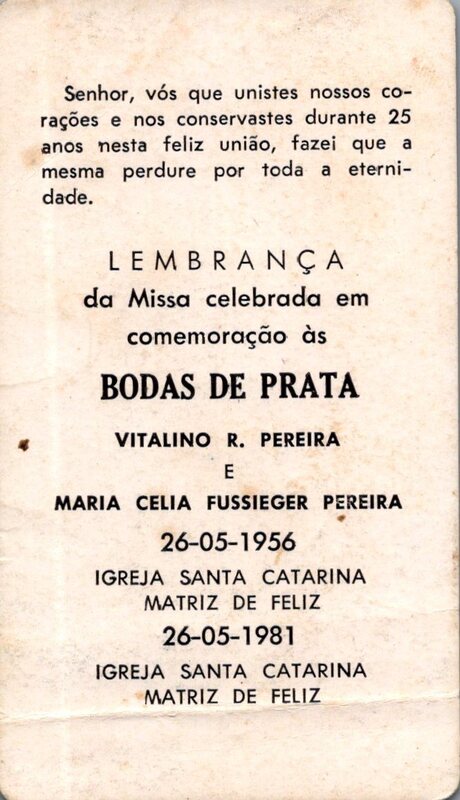 Senhor, vós que unistes nossos co-
rações e nos conservastes durante 25
anos nesta feliz união, fazei que a
mesma perdure por toda a eterni-
dade.
LEMBRANÇA
da Missa celebrada em
comemoração às
BODAS DE PRATA
VITALINO R. PEREIRA
E
MARIA CELIA FUSSIEGER PEREIRA
26-05-1956
IGREJA SANTA CATARINA
MATRIZ DE FELIZ
26-05-1981
IGREJA SANTA CATARINA
MATRIZ DE FELIZ